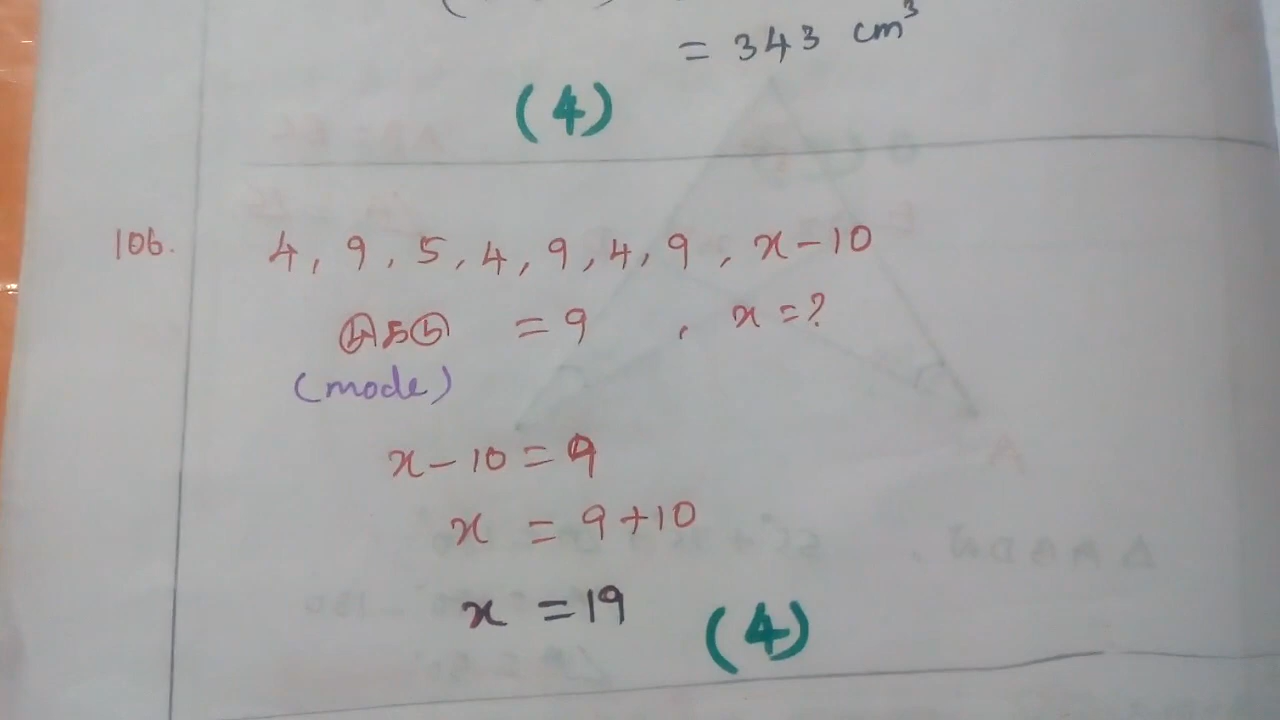 = 343 cm³
(4)
106. 4, 9, 5, 4, 9, 4, 9, x-10
முகடு = 9, x = ?
(mode)
x-10 = 9
x = 9+10
x = 19
(4)